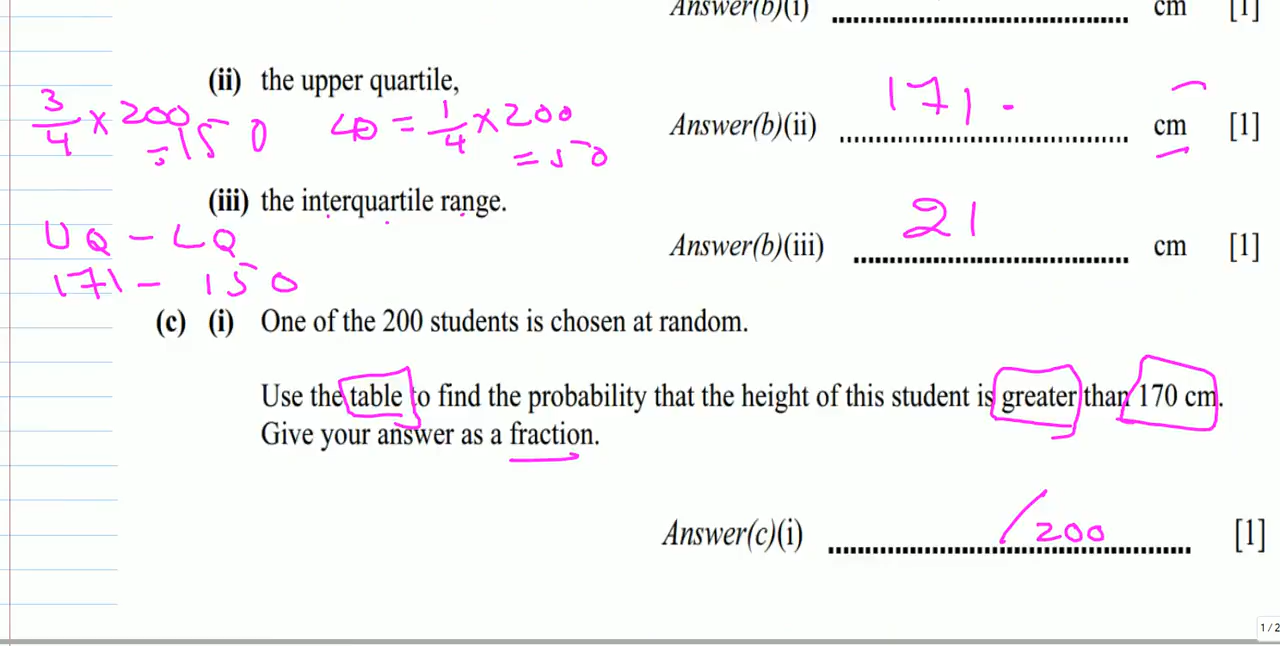 Answer(b)(i) ........ cm [1]
(ii) the upper quartile,
3/4 × 200 = 150
LQ = 1/4 × 200 = 50
171 -
Answer(b)(ii) ........ cm [1]
(iii) the interquartile range.
UQ - LQ
171 - 150
21
Answer(b)(iii) ........ cm [1]
(c) (i) One of the 200 students is chosen at random.
Use the table to find the probability that the height of this student is greater than 170 cm.
Give your answer as a fraction.
/200
Answer(c)(i) ........ [1]
1 / 2